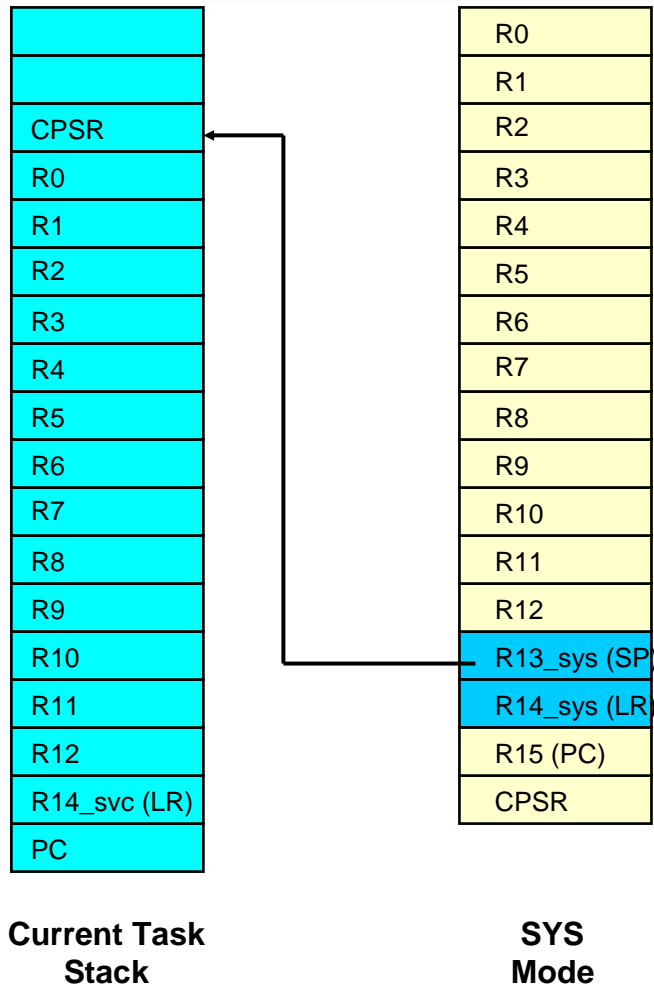 CPSR
R0
R1
R2
R3
R4
R5
R6
R7
R8
R9
R10
R11
R12
R14_svc (LR)
PC
Current Task
Stack
R0
R1
R2
R3
R4
R5
R6
R7
R8
R9
R10
R11
R12
R13_sys (SP)
R14_sys (LR)
R15 (PC)
CPSR
SYS
Mode